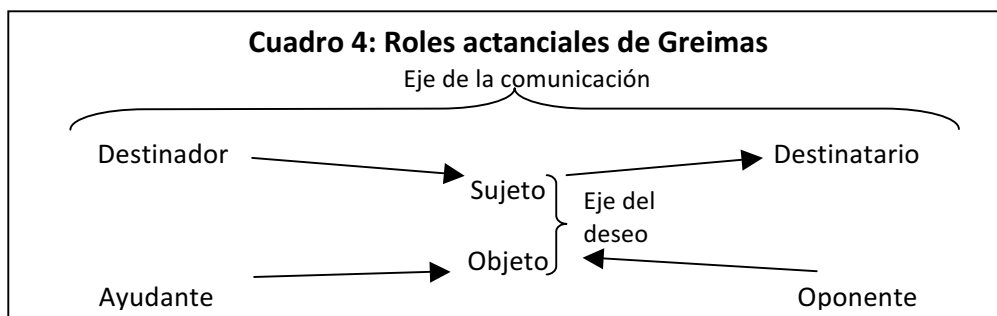 Cuadro 4: Roles actanciales de Greimas
Eje de la comunicación
Destinador
Destinatario
Sujeto
Eje del
deseo
Objeto
Ayudante
Oponente